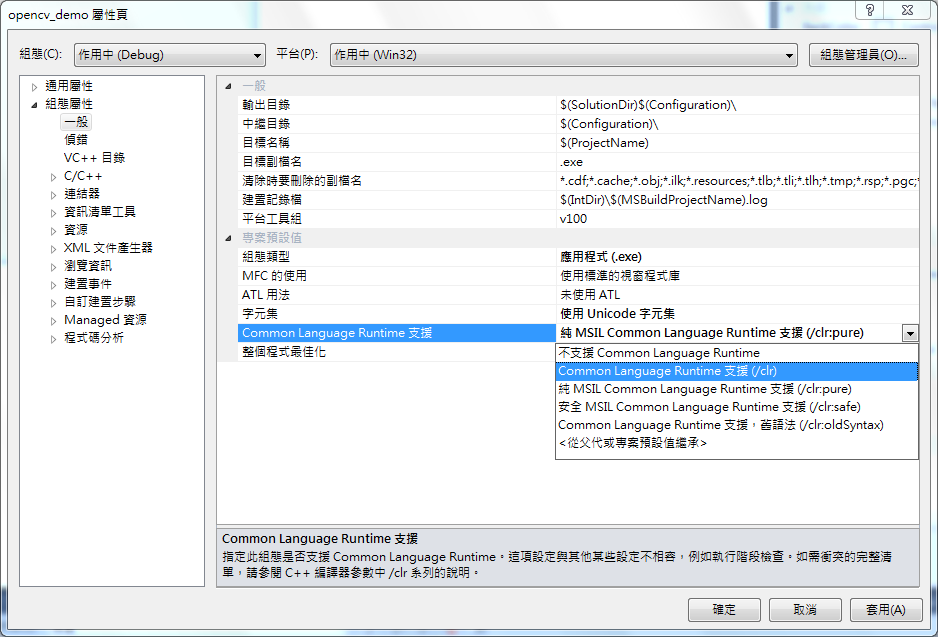 opencv_demo 屬性頁
組態(C): 作用中 (Debug) 平台(P): 作用中 (Win32) 組態管理員(O)...
通用屬性
組態屬性
一般
偵錯
VC++ 目錄
C/C++
連結器
資訊清單工具
資源
XML 文件產生器
瀏覽資訊
建置事件
自訂建置步驟
Managed 資源
程式碼分析
一般
輸出目錄 $(SolutionDir)$(Configuration)\
中繼目錄 $(Configuration)\
目標名稱 $(ProjectName)
目標副檔名 .exe
清除時要刪除的副檔名 *.cdf;*.cache;*.obj;*.ilk;*.resources;*.tlb;*.tli;*.tlh;*.tmp;*.rsp;*.pgc;*
建置記錄檔 $(IntDir)\$(MSBuildProjectName).log
平台工具組 v100
專案預設值
組態類型 應用程式 (.exe)
MFC 的使用 使用標準的視窗程式庫
ATL 用法 未使用 ATL
字元集 使用 Unicode 字元集
Common Language Runtime 支援 純 MSIL Common Language Runtime 支援 (/clr:pure)
整個程式最佳化
不支援 Common Language Runtime
Common Language Runtime 支援 (/clr)
純 MSIL Common Language Runtime 支援 (/clr:pure)
安全 MSIL Common Language Runtime 支援 (/clr:safe)
Common Language Runtime 支援，舊語法 (/clr:oldSyntax)
<從父代或專案預設值繼承>
Common Language Runtime 支援
指定此組態是否支援 Common Language Runtime。這項設定與其他某些設定不相容，例如執行階段檢查。如需衝突的完整清
單，請參閱 C++ 編譯器參數中 /clr 系列的說明。
確定 取消 套用(A)